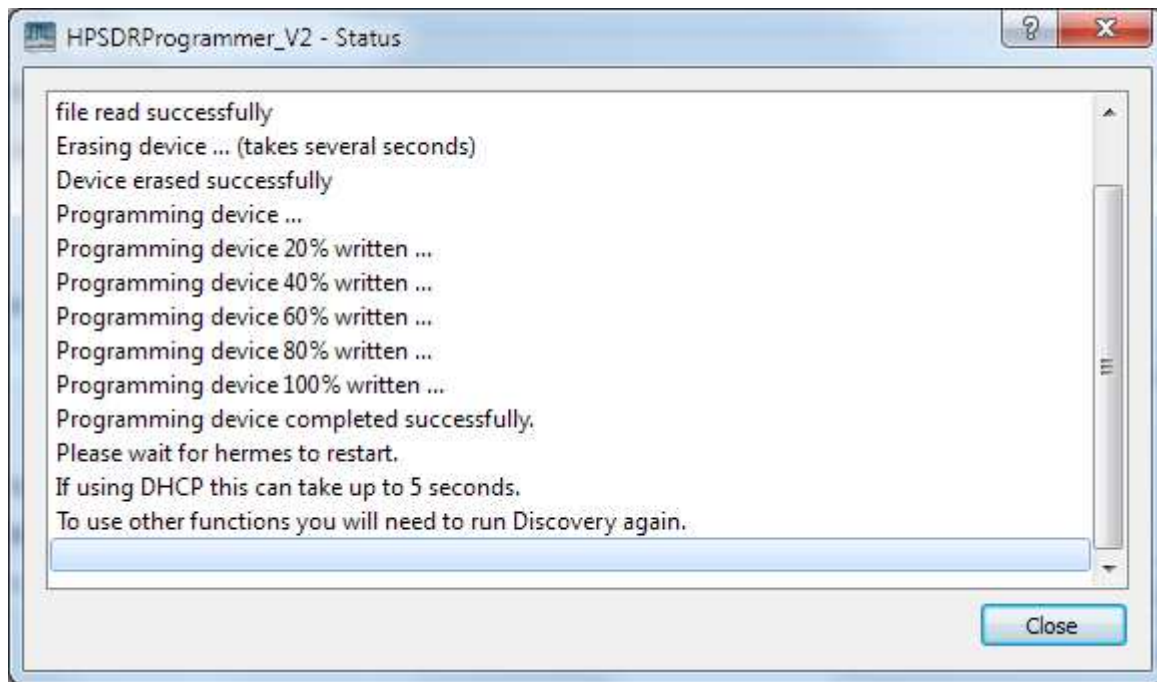 HPSDRProgrammer_V2 - Status
file read successfully
Erasing device ... (takes several seconds)
Device erased successfully
Programming device ...
Programming device 20% written ...
Programming device 40% written ...
Programming device 60% written ...
Programming device 80% written ...
Programming device 100% written ...
Programming device completed successfully.
Please wait for hermes to restart.
If using DHCP this can take up to 5 seconds.
To use other functions you will need to run Discovery again.
Close